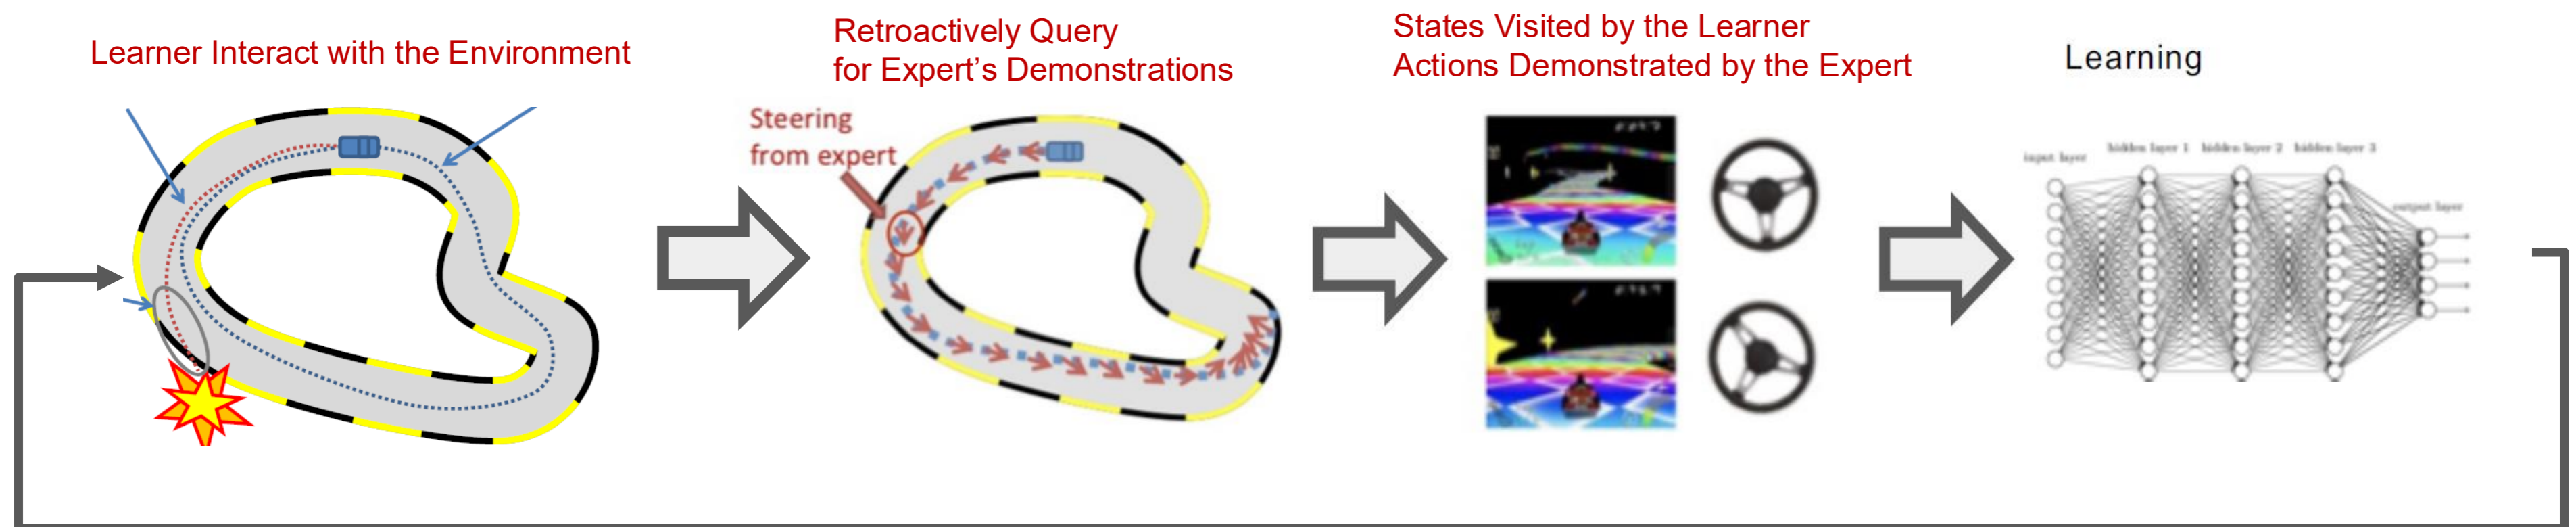 Learner Interact with the Environment
Retroactively Query
for Expert's Demonstrations
States Visited by the Learner
Actions Demonstrated by the Expert
Learning
Steering
from expert
input layer
hidden layer 1 hidden layer 2 hidden layer 3
output layer